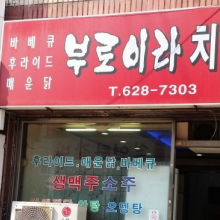 바베큐
후라이드
매운닭
부로이라 치
T.628-7303
후라이드.매운닭.바베큐
생맥주소주
오뎅탕
LG